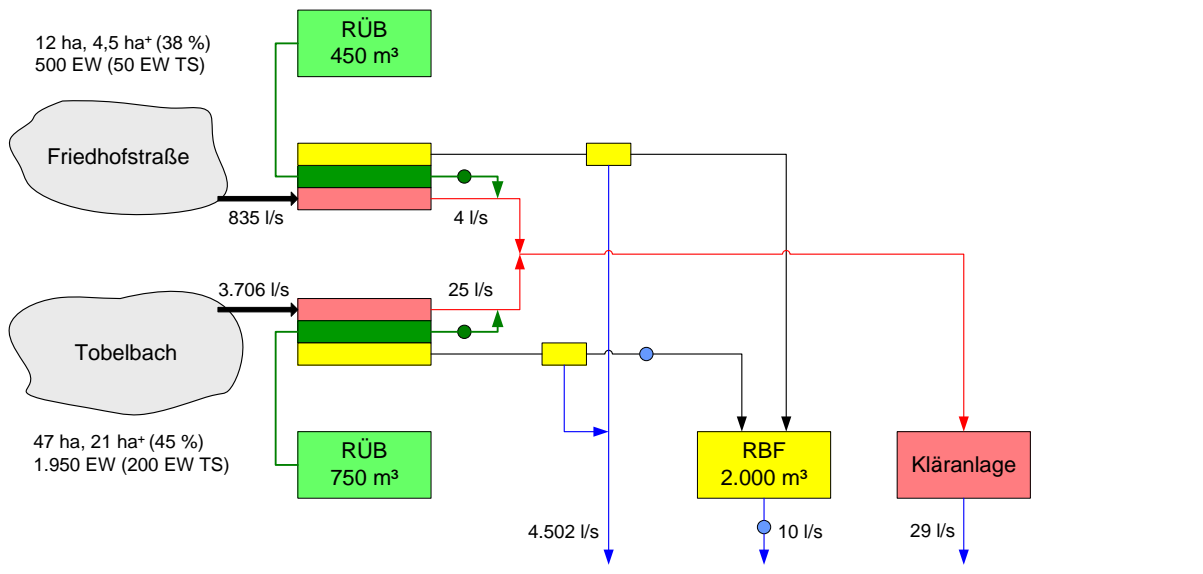 12 ha, 4,5 ha⁺ (38 %)
500 EW (50 EW TS)
RÜB
450 m³
Friedhofstraße
835 l/s
4 l/s
3.706 l/s
25 l/s
Tobelbach
47 ha, 21 ha⁺ (45 %)
1.950 EW (200 EW TS)
RÜB
750 m³
RBF
2.000 m³
Kläranlage
4.502 l/s
10 l/s
29 l/s